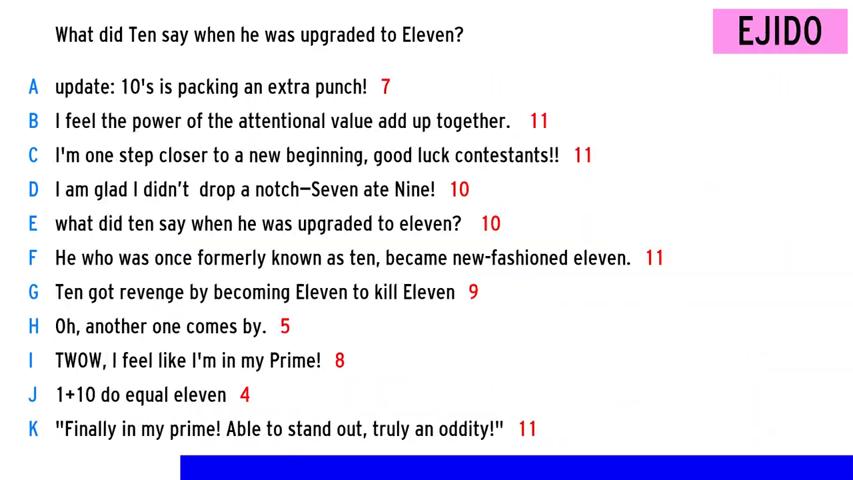 What did Ten say when he was upgraded to Eleven?
EJIDO
A update: 10's is packing an extra punch! 7
B I feel the power of the attentional value add up together. 11
C I'm one step closer to a new beginning, good luck contestants!! 11
D I am glad I didn't drop a notch—Seven ate Nine! 10
E what did ten say when he was upgraded to eleven? 10
F He who was once formerly known as ten, became new-fashioned eleven. 11
G Ten got revenge by becoming Eleven to kill Eleven 9
H Oh, another one comes by. 5
I TWOW, I feel like I'm in my Prime! 8
J 1+10 do equal eleven 4
K "Finally in my prime! Able to stand out, truly an oddity!" 11